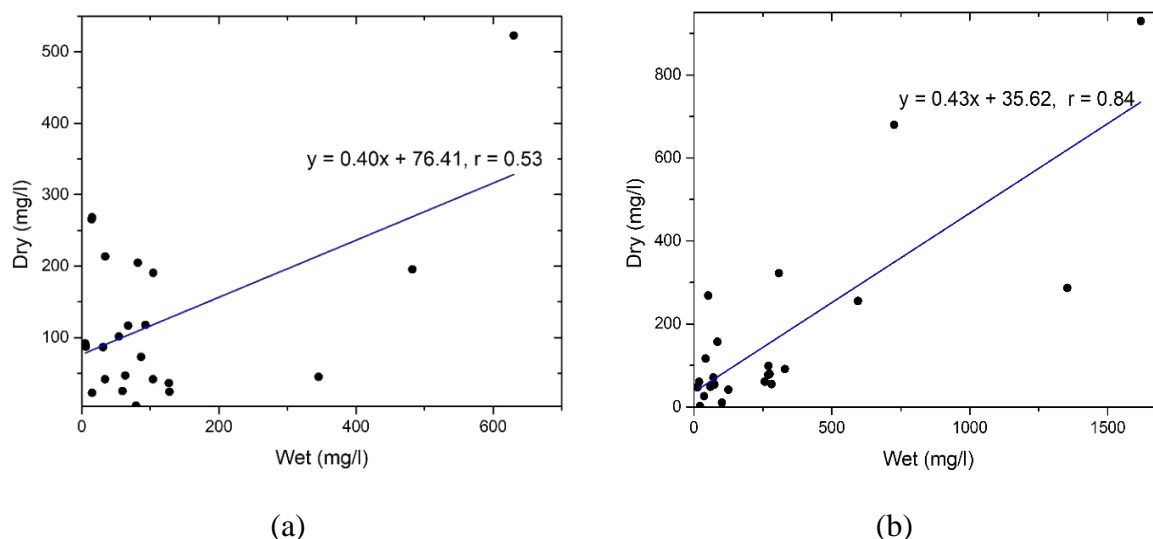 500
400
300
200
100
Dry (mg/l)
y = 0.40x + 76.41, r = 0.53
0
200
400
600
Wet (mg/l)
(a)
800
600
400
200
0
Dry (mg/l)
y = 0.43x + 35.62, r = 0.84
0
500
1000
1500
Wet (mg/l)
(b)